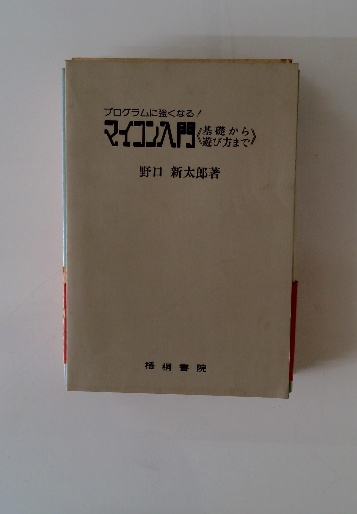 プログラムに強くなる!
マイコン入門《基礎から遊び方まで》
野口 新太郎著
梧桐書院